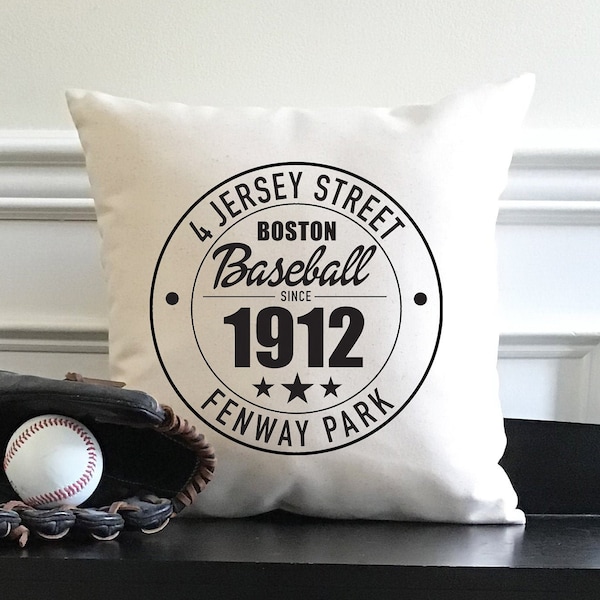 4 JERSEY STREET
BOSTON
Baseball
SINCE
1912
FENWAY PARK